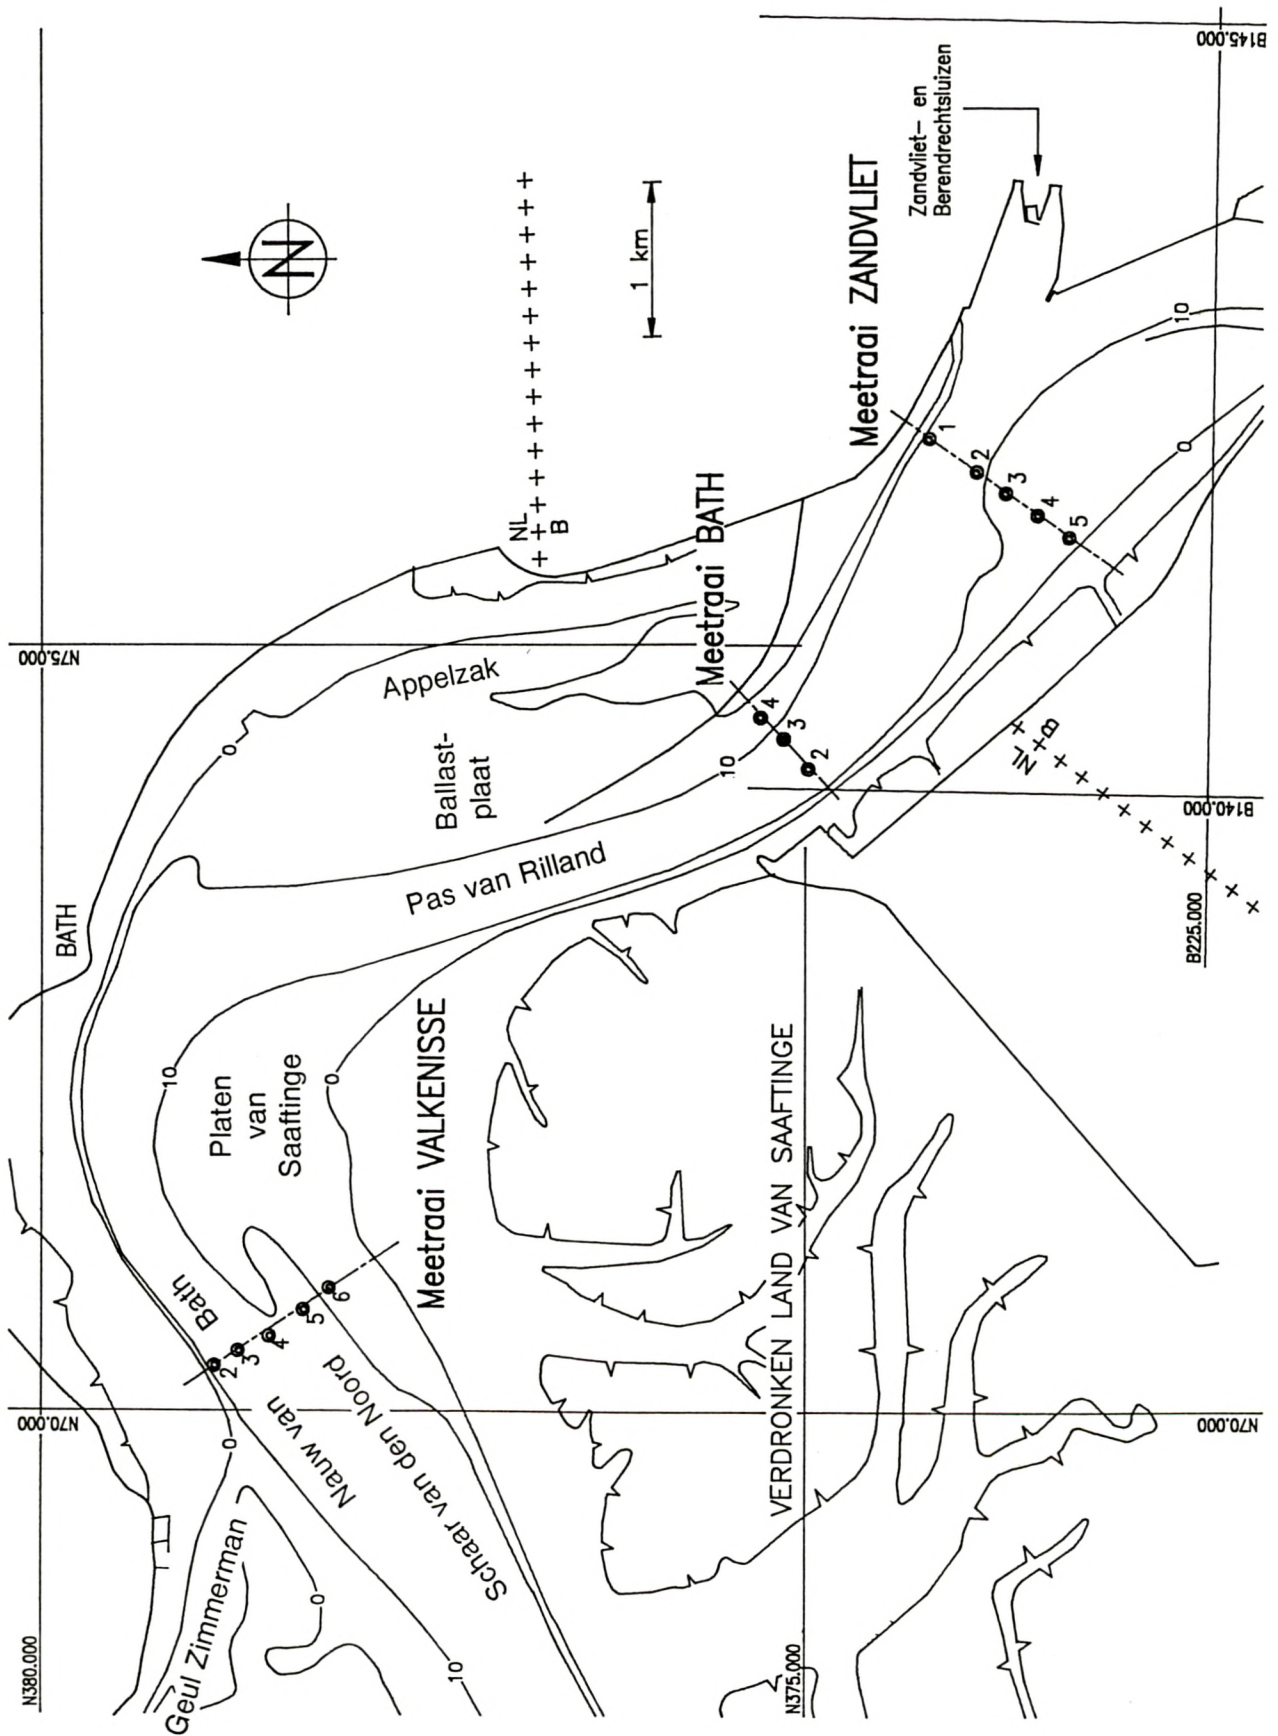 N380.000
N70.000
N75.000
BATH
N
NL
B
1 km
Zandvliet– en
Berendrechtsluizen
Meetraai ZANDVLIET
1
2
3
4
5
Meetraai BATH
4
3
2
Appelzak
Ballast-
plaat
Pas van Rilland
Platen
van
Saaftinge
Meetraai VALKENISSE
Bath
Nauw van
Schaar van den Noord
2
3
4
5
6
Geul Zimmerman
VERDRONKEN LAND VAN SAAFTINGE
N375.000
N70.000
B225.000
B140.000
B145.000
NL
B
0
0
0
0
0
10
10
10
10